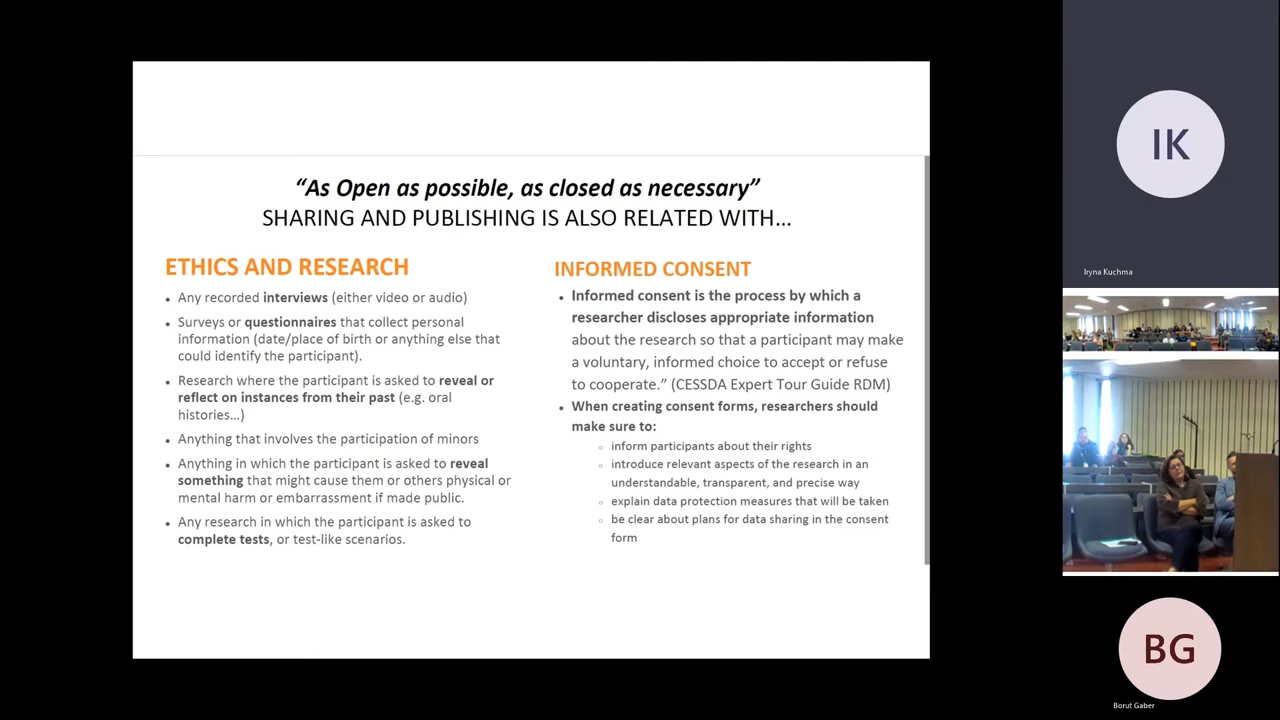 “As Open as possible, as closed as necessary”
SHARING AND PUBLISHING IS ALSO RELATED WITH...
ETHICS AND RESEARCH
• Any recorded interviews (either video or audio)
• Surveys or questionnaires that collect personal
information (date/place of birth or anything else that
could identify the participant).
• Research where the participant is asked to reveal or
reflect on instances from their past (e.g. oral
histories...)
• Anything that involves the participation of minors
• Anything in which the participant is asked to reveal
something that might cause them or others physical or
mental harm or embarrassment if made public.
• Any research in which the participant is asked to
complete tests, or test-like scenarios.
INFORMED CONSENT
• Informed consent is the process by which a
researcher discloses appropriate information
about the research so that a participant may make
a voluntary, informed choice to accept or refuse
to cooperate.” (CESSDA Expert Tour Guide RDM)
• When creating consent forms, researchers should
make sure to:
○ inform participants about their rights
○ introduce relevant aspects of the research in an
understandable, transparent, and precise way
○ explain data protection measures that will be taken
○ be clear about plans for data sharing in the consent
form
IK
Iryna Kuchma
BG
Borut Gaber